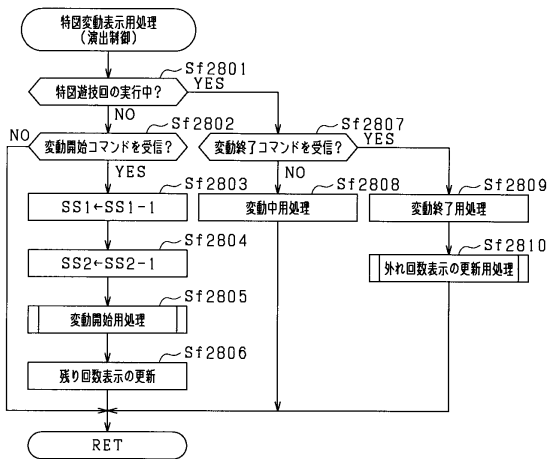 特図変動表示用処理
(演出制御)
Sf2801
特図遊技回の実行中?
YES
NO
Sf2802
NO
変動開始コマンドを受信?
YES
Sf2807
変動終了コマンドを受信?
YES
NO
Sf2803
SS1←SS1-1
Sf2808
変動中用処理
Sf2809
変動終了用処理
Sf2804
SS2←SS2-1
Sf2810
外れ回数表示の更新用処理
Sf2805
変動開始用処理
Sf2806
残り回数表示の更新
RET